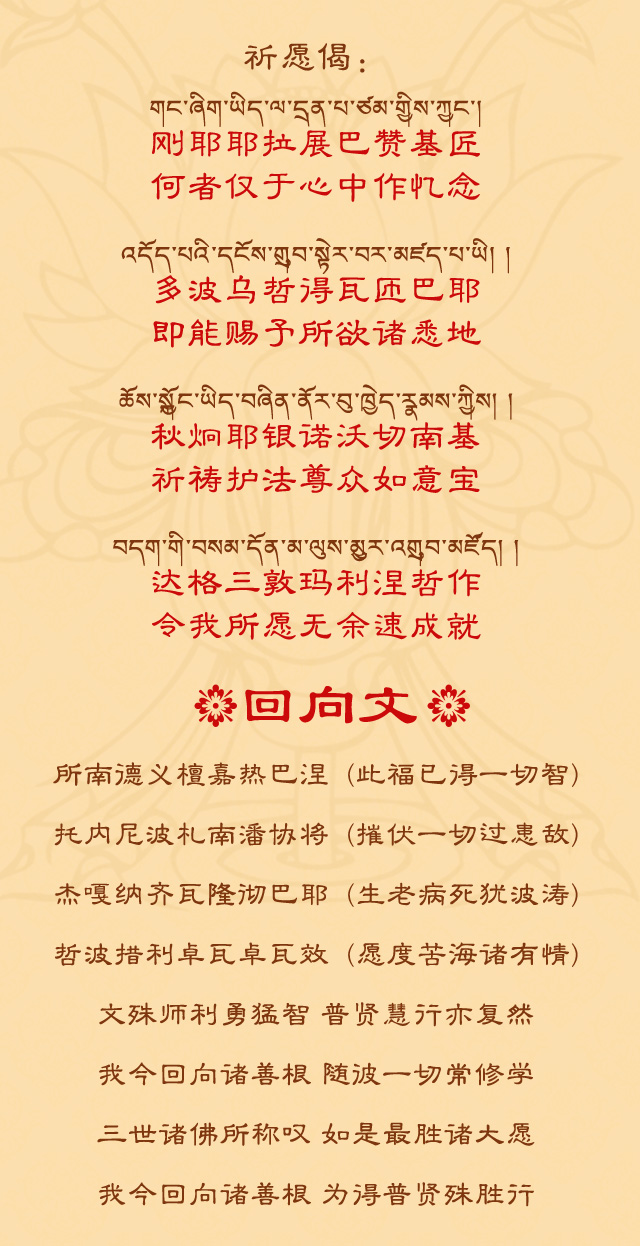 祈愿偈：
གང་ཞིག་ཡིད་ལ་དྲན་པ་ཙམ་གྱིས་ཀྱང་།
刚耶耶拉展巴赞基匠
何者仅于心中作忆念
འདོད་པའི་དངོས་གྲུབ་སྟེར་བར་མཛད་པ་ཡི། །
多波乌哲得瓦匝巴耶
即能赐予所欲诸悉地
ཆོས་སྐྱོང་ཡིད་བཞིན་ནོར་བུ་ཁྱེད་རྣམས་ཀྱིས། །
秋炯耶银诺沃切南基
祈祷护法尊众如意宝
བདག་གི་བསམ་དོན་མ་ལུས་མྱུར་འགྲུབ་མཛོད། །
达格三敦玛利涅哲作
令我所愿无余速成就
回向文
所南德义檀嘉热巴涅（此福已得一切智）
托内尼波札南潘协将（摧伏一切过患敌）
杰嘎纳齐瓦隆彻巴耶（生老病死犹波涛）
哲波措利卓瓦卓瓦效（愿度苦海诸有情）
文殊师利勇猛智 普贤慧行亦复然
我今回向诸善根 随波一切常修学
三世诸佛所称叹 如是最胜诸大愿
我今回向诸善根 为得普贤殊胜行